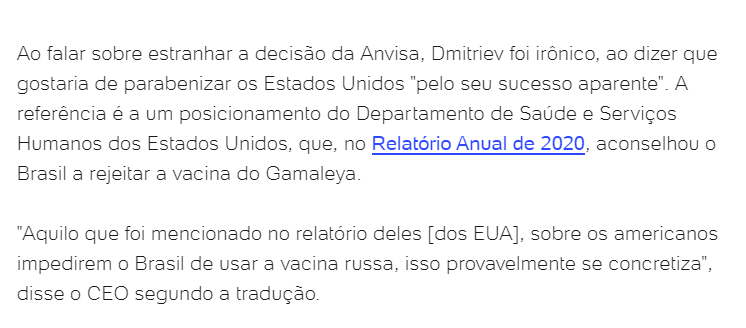 Ao falar sobre estranhar a decisão da Anvisa, Dmitriev foi irônico, ao dizer que
gostaria de parabenizar os Estados Unidos "pelo seu sucesso aparente". A
referência é a um posicionamento do Departamento de Saúde e Serviços
Humanos dos Estados Unidos, que, no Relatório Anual de 2020, aconselhou o
Brasil a rejeitar a vacina do Gamaleya.
"Aquilo que foi mencionado no relatório deles [dos EUA], sobre os americanos
impedirem o Brasil de usar a vacina russa, isso provavelmente se concretiza",
disse o CEO segundo a tradução.